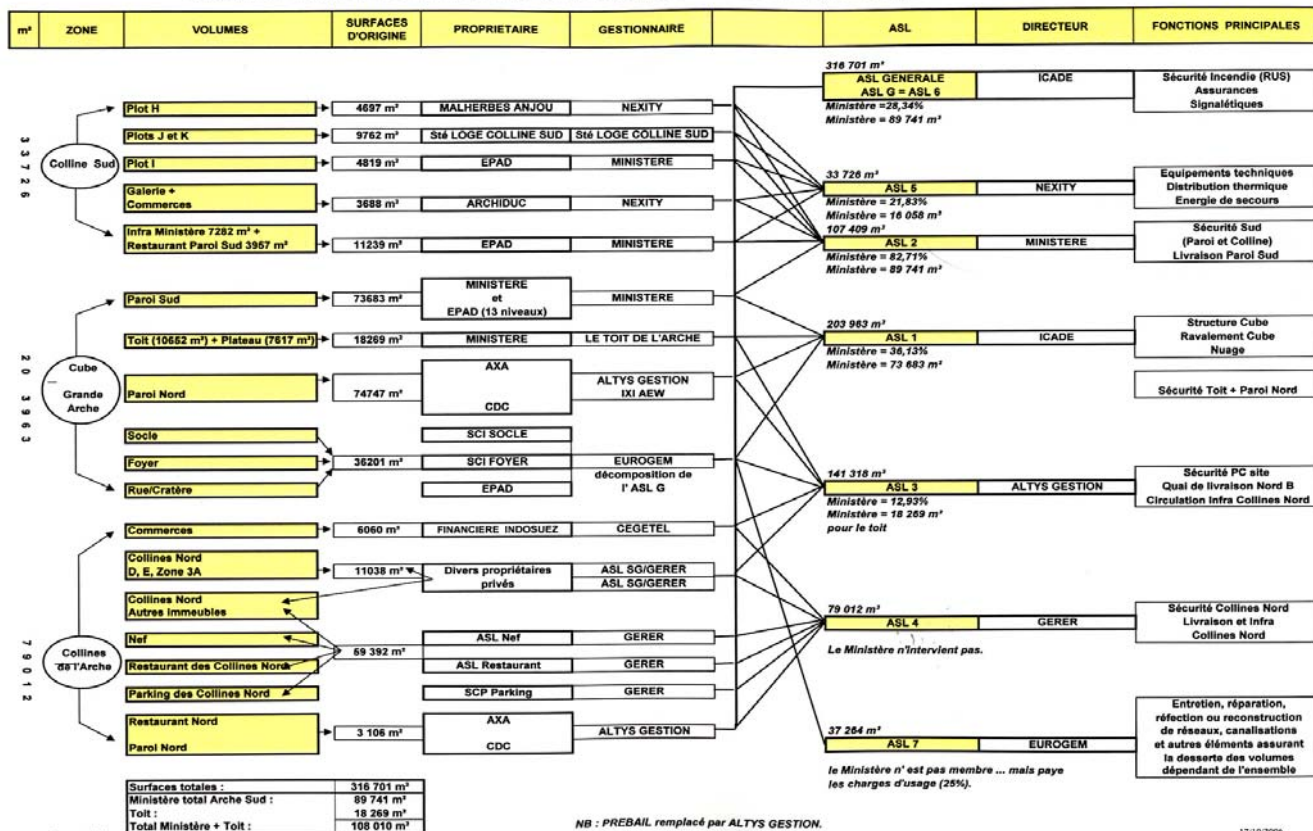 m²
ZONE
VOLUMES
SURFACES
D'ORIGINE
PROPRIETAIRE
GESTIONNAIRE
ASL
DIRECTEUR
FONCTIONS PRINCIPALES
33726
Colline Sud
Plot H
4697 m²
MALHERBES ANJOU
NEXITY
Plots J et K
9762 m²
Sté LOGE COLLINE SUD
Sté LOGE COLLINE SUD
Plot I
4819 m²
EPAD
MINISTERE
Galerie +
Commerces
3688 m²
ARCHIDUC
NEXITY
Infra Ministère 7282 m² +
Restaurant Paroi Sud 3957 m²
11239 m²
EPAD
MINISTERE
203963
Cube
Grande
Arche
Paroi Sud
73683 m²
MINISTERE
et
EPAD (13 niveaux)
MINISTERE
Toit (10652 m²) + Plateau (7617 m²)
18269 m²
MINISTERE
LE TOIT DE L'ARCHE
Paroi Nord
74747 m²
AXA
CDC
ALTYS GESTION
IXI AEW
Socle
Foyer
Rue/Cratère
36201 m²
SCI SOCLE
SCI FOYER
EPAD
EUROGEM
décomposition de
l' ASL G
79012
Collines
de l'Arche
Commerces
6060 m²
FINANCIERE INDOSUEZ
CEGETEL
Collines Nord
D, E, Zone 3A
11038 m²
Divers propriétaires
privés
ASL SG/GERER
ASL SG/GERER
Collines Nord
Autres Immeubles
Nef
59 392 m²
ASL Nef
GERER
Restaurant des Collines Nord
ASL Restaurant
GERER
Parking des Collines Nord
SCP Parking
GERER
Restaurant Nord
Paroi Nord
3 106 m²
AXA
CDC
ALTYS GESTION
316 701 m²
ASL GENERALE
ASL G = ASL 6
ICADE
Sécurité Incendie (RUS)
Assurances
Signalétiques
Ministère =28,34%
Ministère = 89 741 m²
33 726 m²
ASL 5
NEXITY
Equipements techniques
Distribution thermique
Energie de secours
Ministère = 21,83%
Ministère = 16 058 m²
107 409 m²
ASL 2
MINISTERE
Sécurité Sud
(Paroi et Colline)
Livraison Paroi Sud
Ministère = 82,71%
Ministère = 89 741 m²
203 963 m²
ASL 1
ICADE
Structure Cube
Ravalement Cube
Nuage
Ministère = 36,13%
Ministère = 73 683 m²
Sécurité Toit + Paroi Nord
141 318 m²
ASL 3
ALTYS GESTION
Sécurité PC site
Quai de livraison Nord B
Circulation Infra Collines Nord
Ministère = 12,93%
Ministère = 18 269 m²
pour le toit
79 012 m²
ASL 4
GERER
Sécurité Collines Nord
Livraison et Infra
Collines Nord
Le Ministère n'intervient pas.
37 264 m²
ASL 7
EUROGEM
Entretien, réparation,
réfection ou reconstruction
de réseaux, canalisations
et autres éléments assurant
la desserte des volumes
dépendant de l'ensemble
le Ministère n' est pas membre ... mais paye
les charges d'usage (25%).
Surfaces totales :
316 701 m²
Ministère total Arche Sud :
89 741 m²
Toit :
18 269 m²
Total Ministère + Toit :
108 010 m²
NB : PREBAIL remplacé par ALTYS GESTION.